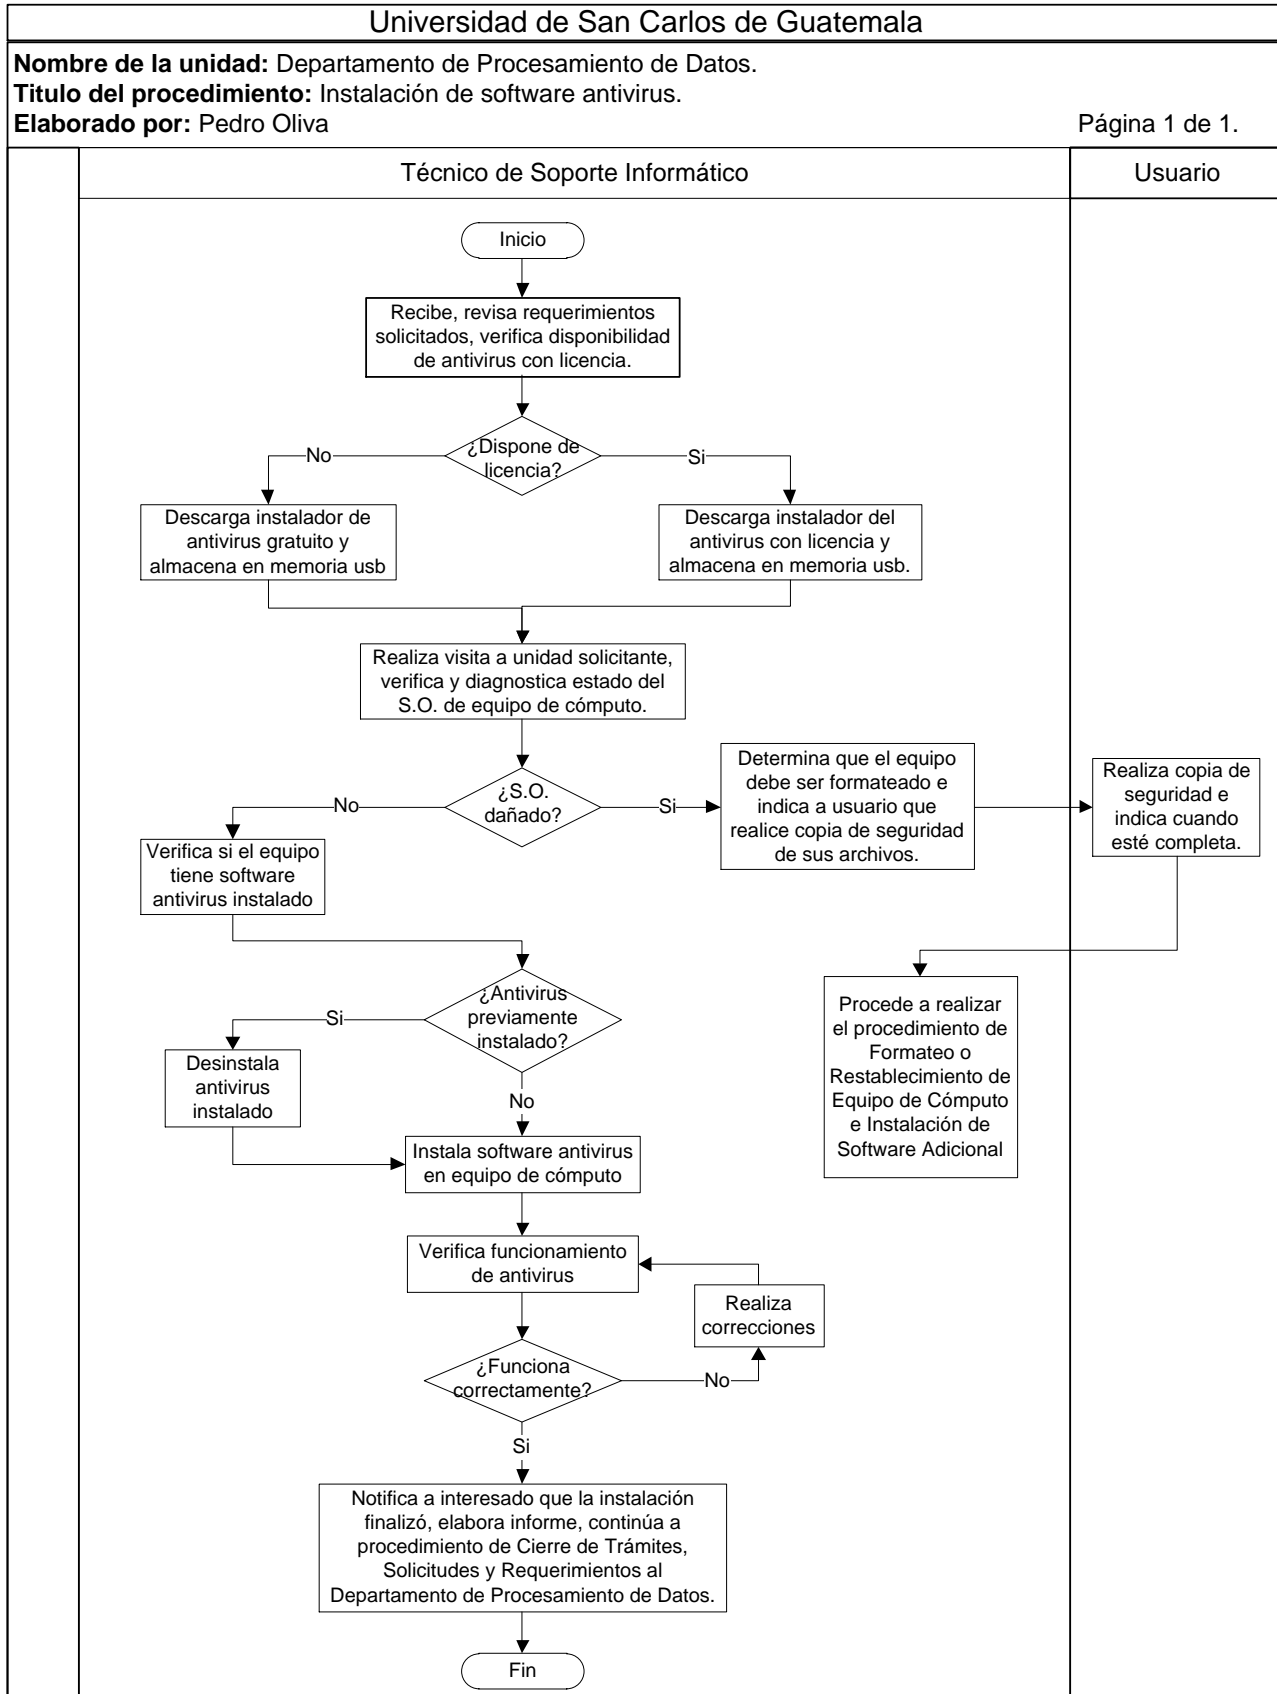 Universidad de San Carlos de Guatemala
Nombre de la unidad: Departamento de Procesamiento de Datos.
Titulo del procedimiento: Instalación de software antivirus.
Elaborado por: Pedro Oliva
Página 1 de 1.
Técnico de Soporte Informático
Usuario
Inicio
Recibe, revisa requerimientos
solicitados, verifica disponibilidad
de antivirus con licencia.
¿Dispone de
licencia?
No
Si
Descarga instalador de
antivirus gratuito y
almacena en memoria usb
Descarga instalador del
antivirus con licencia y
almacena en memoria usb.
Realiza visita a unidad solicitante,
verifica y diagnostica estado del
S.O. de equipo de cómputo.
¿S.O.
dañado?
No
Si
Determina que el equipo
debe ser formateado e
indica a usuario que
realice copia de seguridad
de sus archivos.
Realiza copia de
seguridad e
indica cuando
esté completa.
Verifica si el equipo
tiene software
antivirus instalado
¿Antivirus
previamente
instalado?
Si
No
Desinstala
antivirus
instalado
Procede a realizar
el procedimiento de
Formateo o
Restablecimiento de
Equipo de Cómputo
e Instalación de
Software Adicional
Instala software antivirus
en equipo de cómputo
Verifica funcionamiento
de antivirus
Realiza
correcciones
¿Funciona
correctamente?
No
Si
Notifica a interesado que la instalación
finalizó, elabora informe, continúa a
procedimiento de Cierre de Trámites,
Solicitudes y Requerimientos al
Departamento de Procesamiento de Datos.
Fin